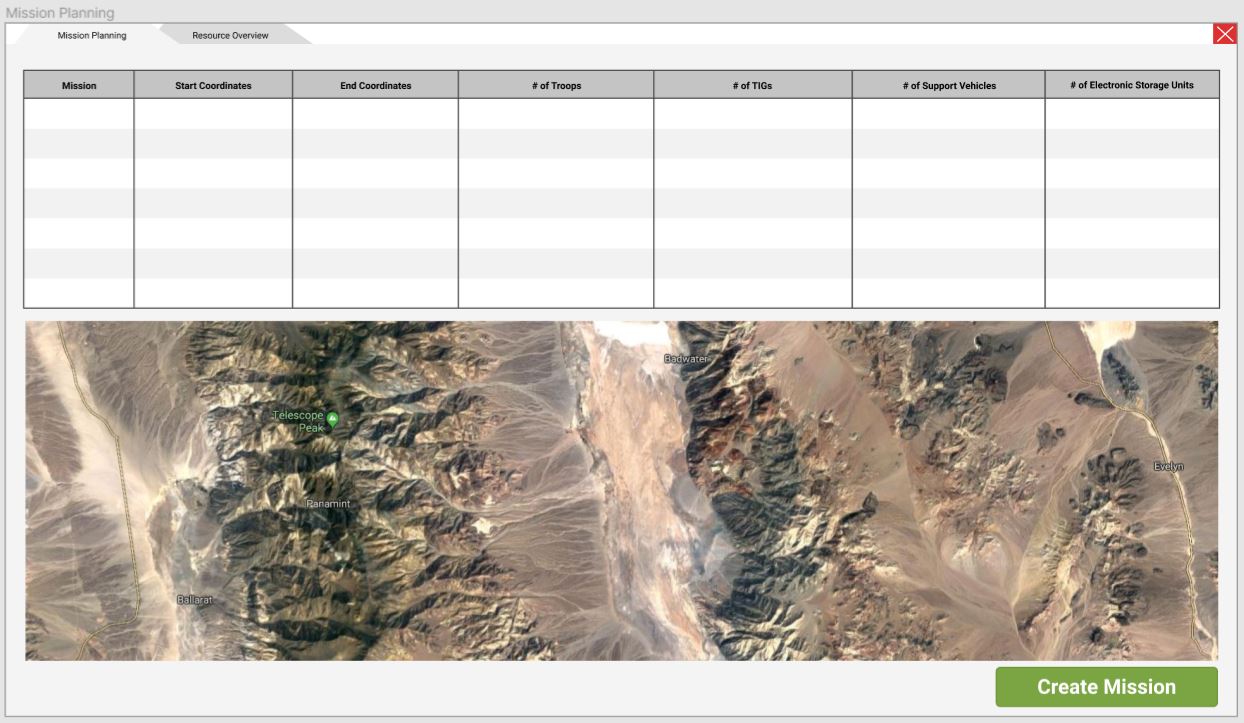 Mission Planning
Mission Planning
Resource Overview
Mission
Start Coordinates
End Coordinates
# of Troops
# of TIGs
# of Support Vehicles
# of Electronic Storage Units
Badwater
Telescope
Peak
Evelyn
Panamint
Ballarat
Create Mission